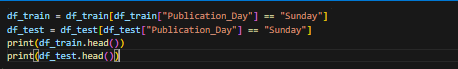 df_train = df_train[df_train["Publication_Day"] == "Sunday"]
df_test = df_test[df_test["Publication_Day"] == "Sunday"]
print(df_train.head())
print(df_test.head())